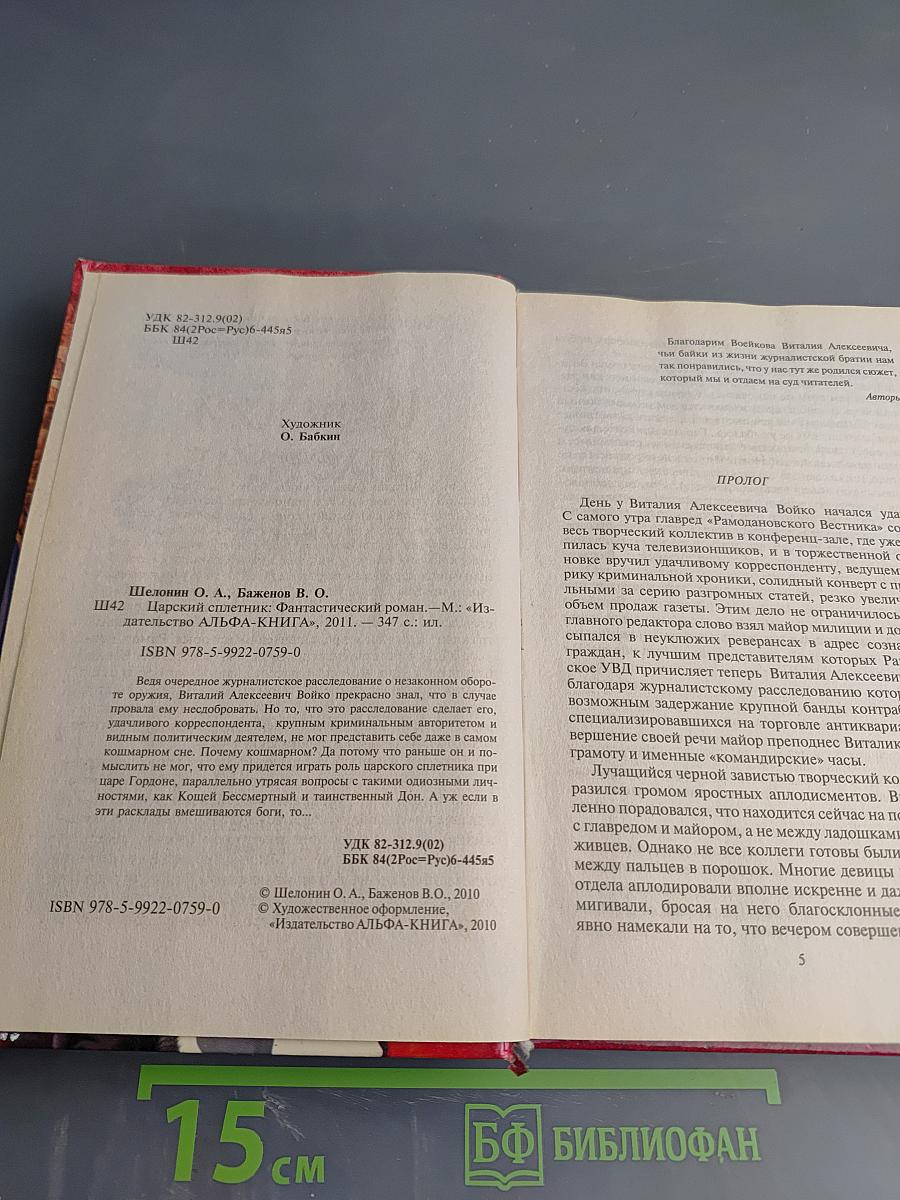 УДК 82-312.9(02)
ББК 84(2Рос=Рус)6-445я5
Ш42
Художник
О. Бабкин
Шелонин О. А., Баженов В. О.
Ш42 Царский сплетник: Фантастический роман.—М.: «Из-
дательство АЛЬФА-КНИГА», 2011. — 347 с.: ил.
ISBN 978-5-9922-0759-0
Ведя очередное журналистское расследование о незаконном оборо-
те оружия, Виталий Алексеевич Войко прекрасно знал, что в случае
провала ему несдобровать. Но то, что это расследование сделает его,
удачливого корреспондента, крупным криминальным авторитетом и
видным политическим деятелем, не мог представить себе даже в самом
кошмарном сне. Почему кошмарном? Да потому что раньше он и по-
мыслить не мог, что ему придется играть роль царского сплетника при
царе Гордоне, параллельно утрясая вопросы с такими одиозными лич-
ностями, как Кощей Бессмертный и таинственный Дон. А уж если в
эти расклады вмешиваются боги, то...
УДК 82-312.9(02)
ББК 84(2Рос=Рус)6-445я5
© Шелонин О. А., Баженов В.О., 2010
ISBN 978-5-9922-0759-0 © Художественное оформление,
«Издательство АЛЬФА-КНИГА», 2010
Благодарим Воейкова Виталия Алексеевича,
чьи байки из жизни журналистской братии нам
так понравились, что у нас тут же родился сюжет,
который мы и отдаем на суд читателей.
Авторы
ПРОЛОГ
День у Виталия Алексеевича Войко начался уда
С самого утра главред «Рамодановского Вестника» со
весь творческий коллектив в конференц-зале, где уже
пилась куча телевизионщиков, и в торжественной о
новке вручил удачливому корреспонденту, ведущем
рику криминальной хроники, солидный конверт с пр
льными за серию разгромных статей, резко увелич
объем продаж газеты. Этим дело не ограничилось
главного редактора слово взял майор милиции и до
сыпался в неуклюжих реверансах в адрес созна
граждан, к лучшим представителям которых Ра
ское УВД причисляет теперь Виталия Алексееви
благодаря журналистскому расследованию котор
возможным задержание крупной банды контраб
специализировавшихся на торговле антиквариа
вершение своей речи майор преподнес Виталик
грамоту и именные «командирские» часы.
Лучащийся черной завистью творческий ко
разился громом яростных аплодисментов. В
ленно порадовался, что находится сейчас на по
с главредом и майором, а не между ладошками
живцев. Однако не все коллеги готовы были
между пальцев в порошок. Многие девицы
отдела аплодировали вполне искренне и да
мигивали, бросая на него благосклонные
явно намекали на то, что вечером совершен
5
15 см
БФ БИБЛИОФАН